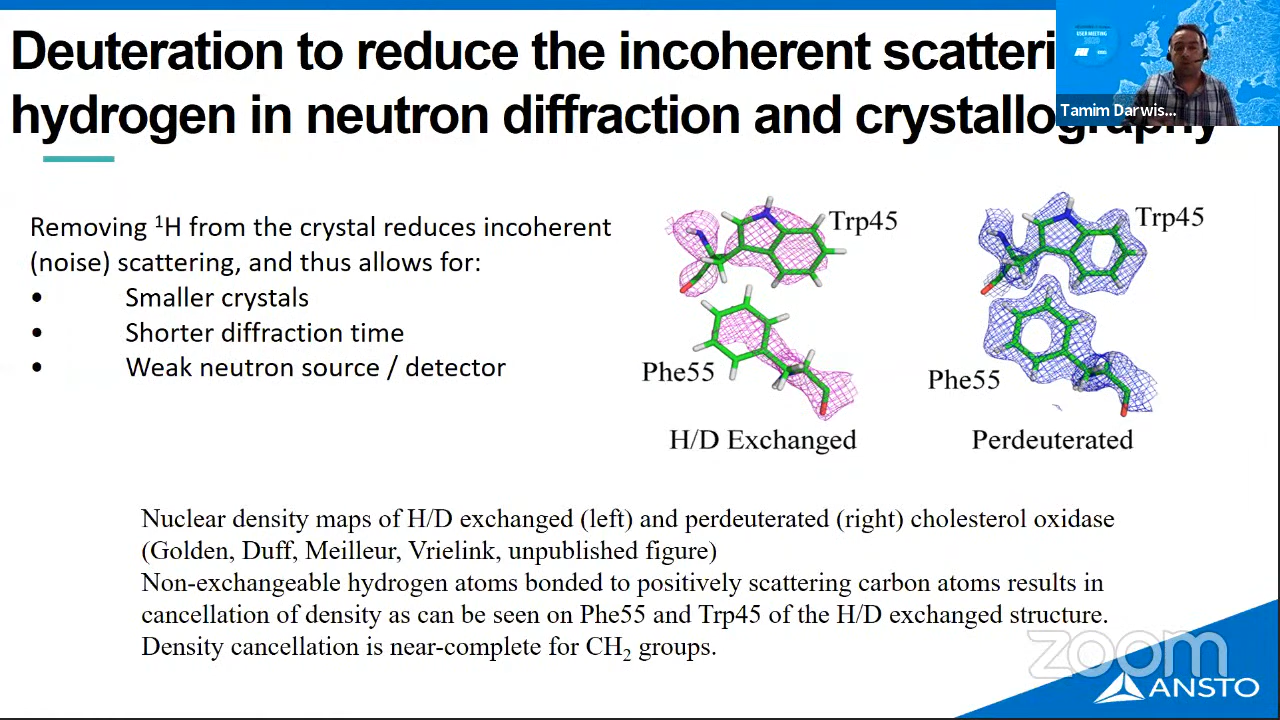 Deuteration to reduce the incoherent scatteri
hydrogen in neutron diffraction and crystallography
USER MEETING
Tamim Darwis...
Removing ¹H from the crystal reduces incoherent
(noise) scattering, and thus allows for:
• Smaller crystals
• Shorter diffraction time
• Weak neutron source / detector
Trp45
Trp45
Phe55
Phe55
H/D Exchanged
Perdeuterated
Nuclear density maps of H/D exchanged (left) and perdeuterated (right) cholesterol oxidase
(Golden, Duff, Meilleur, Vrielink, unpublished figure)
Non-exchangeable hydrogen atoms bonded to positively scattering carbon atoms results in
cancellation of density as can be seen on Phe55 and Trp45 of the H/D exchanged structure.
Density cancellation is near-complete for CH₂ groups.
zoom
ANSTO